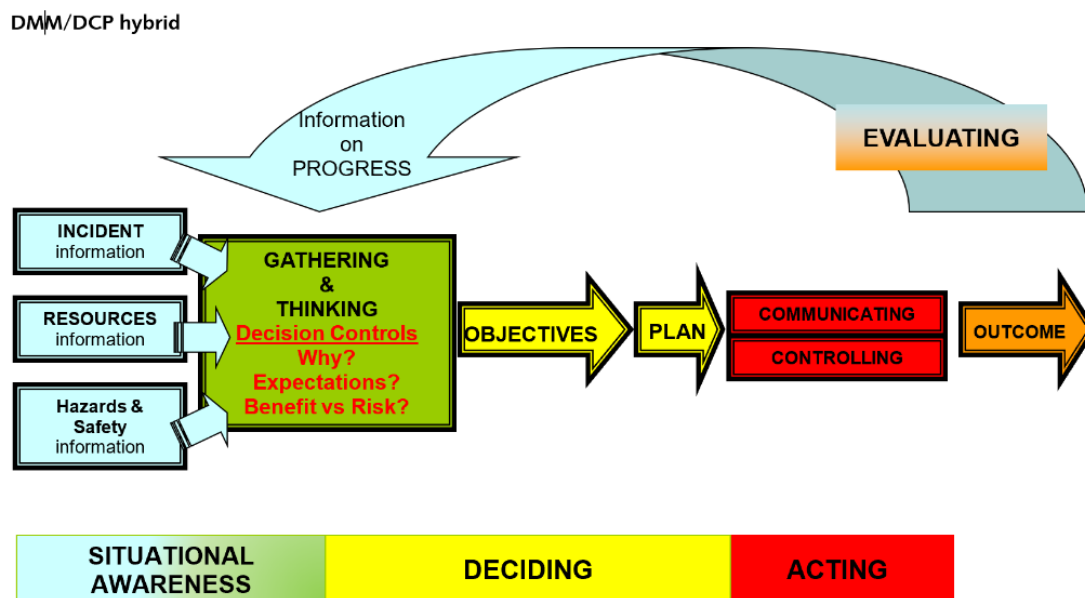 DMM/DCP hybrid
Information
on
PROGRESS
EVALUATING
INCIDENT
information
RESOURCES
information
Hazards &
Safety
information
GATHERING
&
THINKING
Decision Controls
Why?
Expectations?
Benefit vs Risk?
OBJECTIVES
PLAN
COMMUNICATING
CONTROLLING
OUTCOME
SITUATIONAL
AWARENESS
DECIDING
ACTING